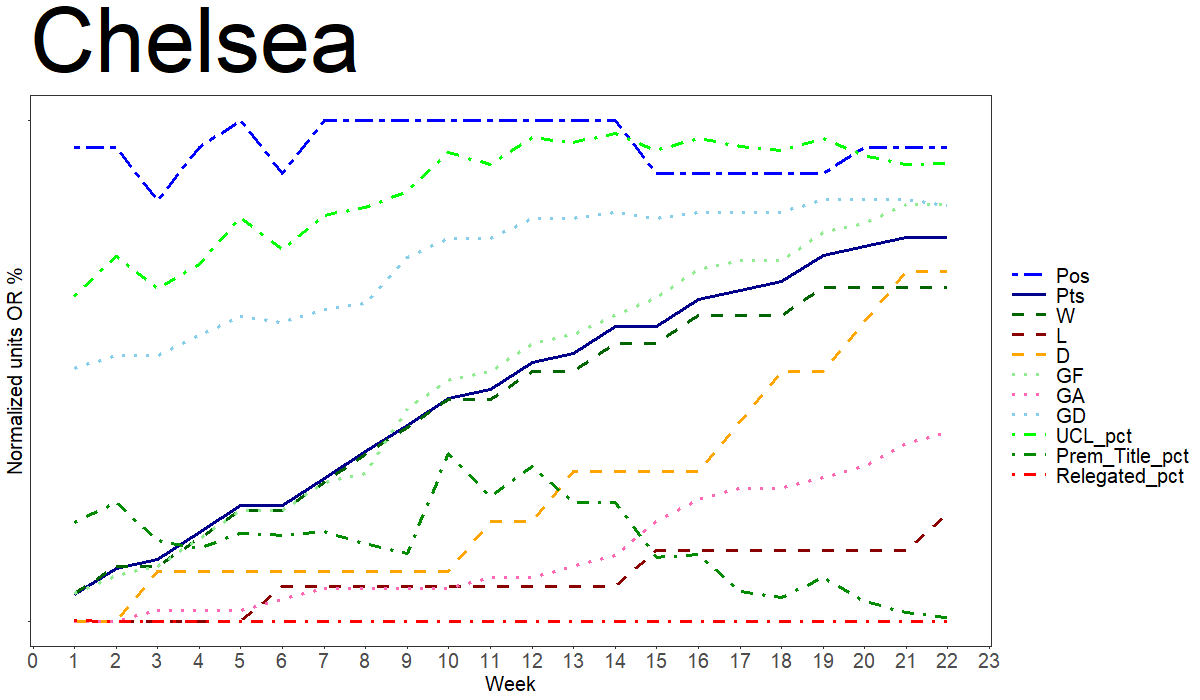 Chelsea
Normalized units OR %
0 1 2 3 4 5 6 7 8 9 10 11 12 13 14 15 16 17 18 19 20 21 22 23
Week
Pos
Pts
W
L
D
GF
GA
GD
UCL_pct
Prem_Title_pct
Relegated_pct